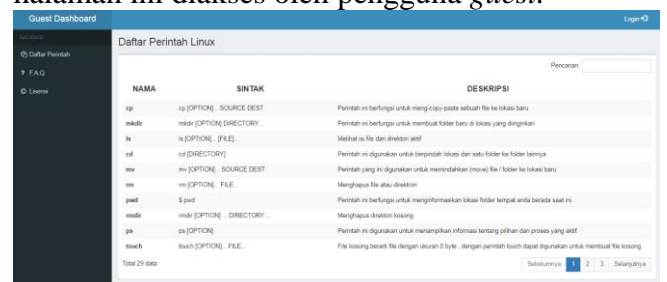 halaman ini diakses oleh pengguna guest.
Guest Dashboard
Login
Daftar Perintah
? F.A.Q
© Lisensi
Daftar Perintah Linux
Pencarian:
NAMA SINTAK DESKRIPSI
cp cp [OPTION]... SOURCE DEST Perintah ini berfungsi untuk meng-copy-paste sebuah file ke lokasi baru
mkdir mkdir [OPTION] DIRECTORY... Perintah ini berfungsi untuk membuat folder baru di lokasi yang diinginkan
ls ls [OPTION]... [FILE]... Melihat isi file dari direktori aktif
cd cd [DIRECTORY] Perintah ini digunakan untuk berpindah lokasi dari satu folder ke folder lainnya
mv mv [OPTION]... SOURCE DEST Perintah yang ini digunakan untuk memindahkan (move) file / folder ke lokasi baru
rm rm [OPTION]... FILE... Menghapus file atau direktori
pwd $ pwd Perintah ini berfungsi untuk menginformasikan lokasi folder tempat anda berada saat ini.
rmdir rmdir [OPTION]... DIRECTORY... Menghapus direktori kosong
ps ps [OPTION] Perintah ini digunakan untuk menampilkan informasi tentang pilihan dari proses yang aktif.
touch touch [OPTION]... FILE... File kosong berarti file dengan ukuran 0 byte , dengan perintah touch dapat digunakan untuk membuat file kosong
Total 29 data
Sebelumnya 1 2 3 Selanjutnya